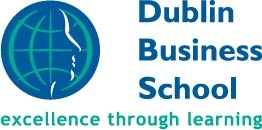 Dublin
Business
School
excellence through learning